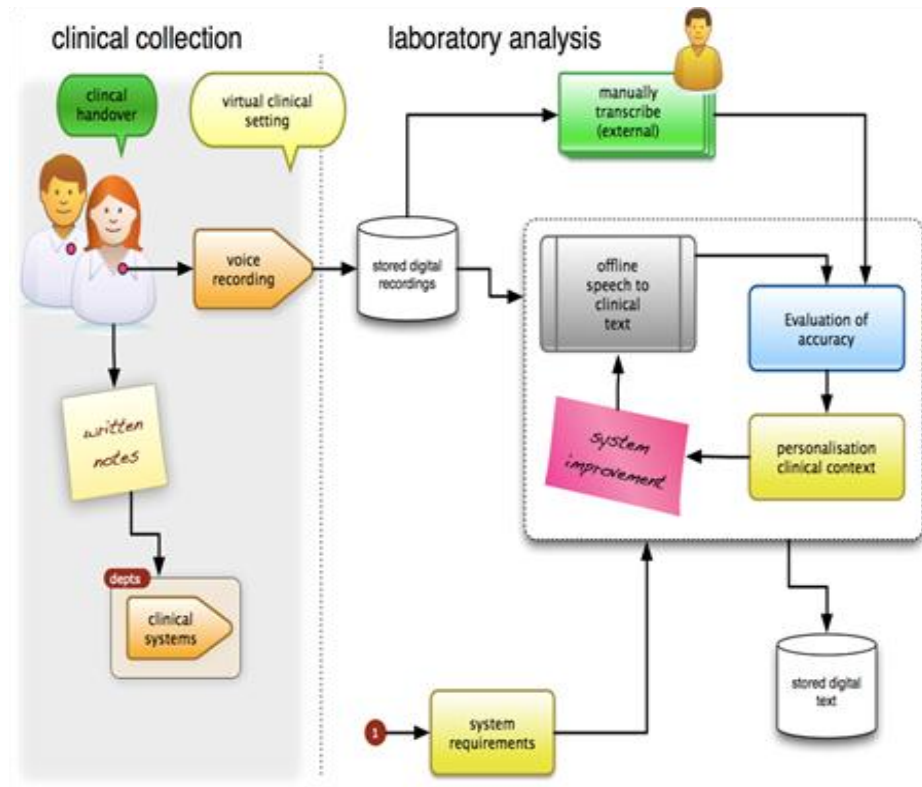 clinical collection
laboratory analysis
clincal
handover
virtual clinical
setting
manually
transcribe
(external)
voice
recording
stored digital
recordings
offline
speech to
clinical
text
Evaluation of
accuracy
written
notes
system
improvement
personalisation
clinical context
depts
clinical
systems
stored digital
text
1
system
requirements